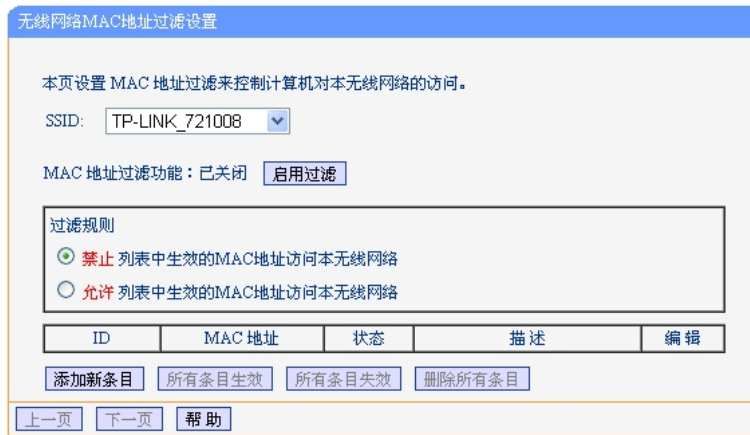 无线网络MAC地址过滤设置
本页设置 MAC 地址过滤来控制计算机对本无线网络的访问。
SSID: TP-LINK_721008
MAC 地址过滤功能：已关闭 启用过滤
过滤规则
禁止 列表中生效的MAC地址访问本无线网络
允许 列表中生效的MAC地址访问本无线网络
ID MAC 地址 状态 描述 编辑
添加新条目 所有条目生效 所有条目失效 删除所有条目
上一页 下一页 帮助